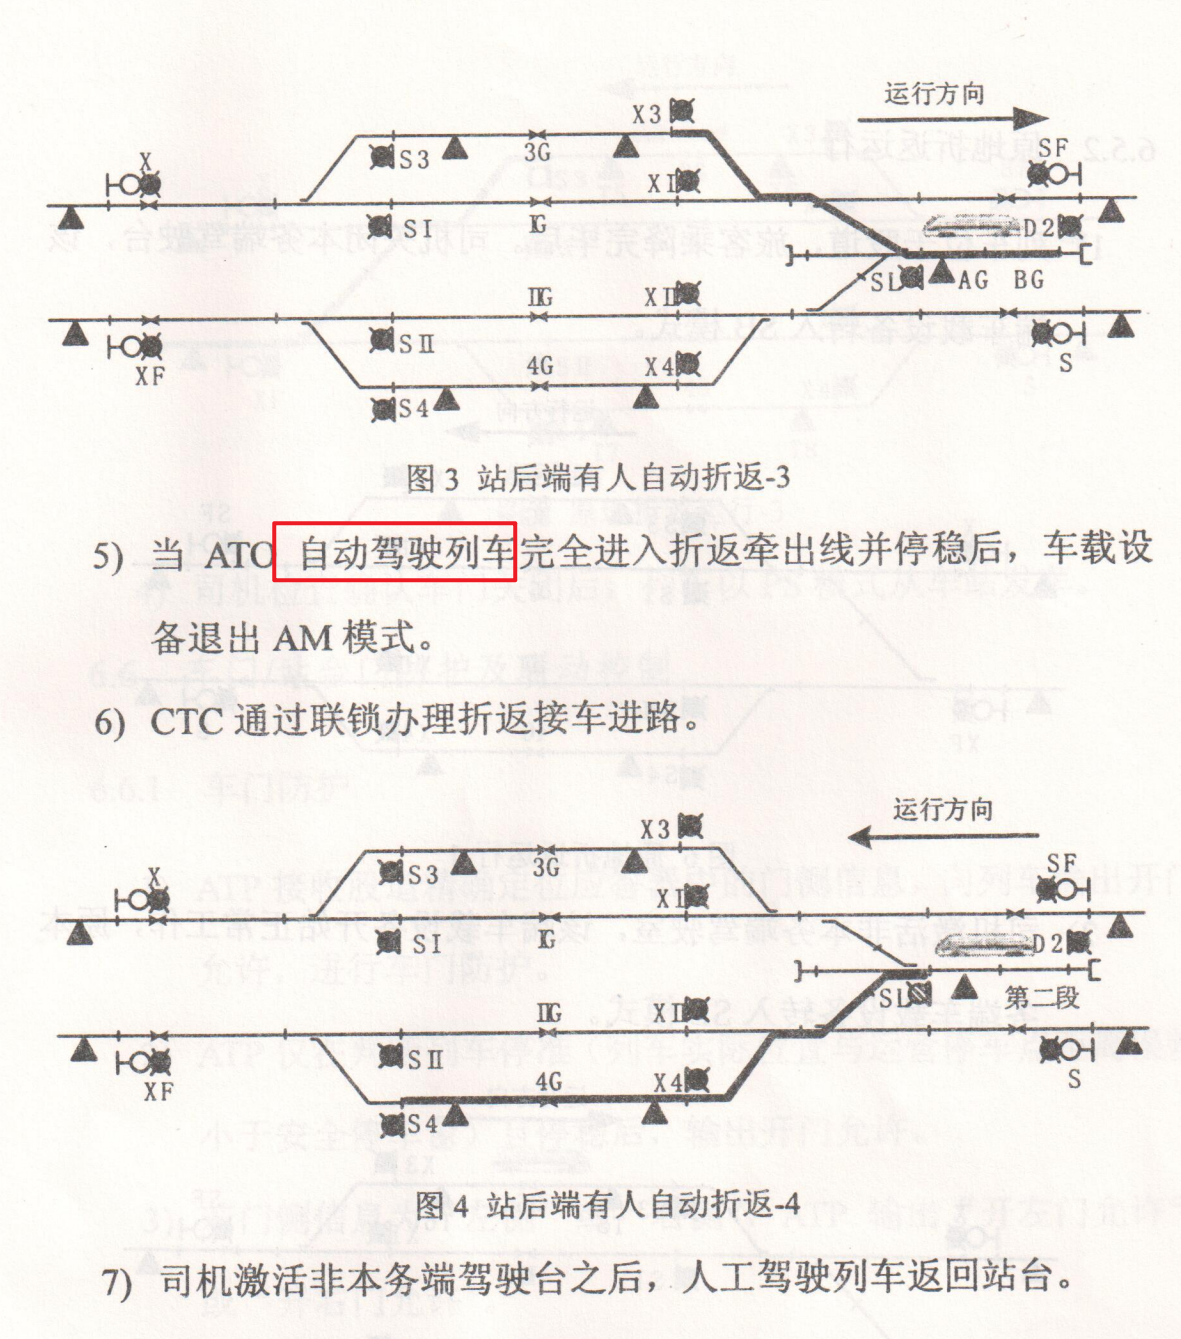 运行方向
X3
S3
3G
X
XI
SF
SI
IG
D2
SL
AG BG
IIG
XII
SII
XF
4G
X4
S
S4
图 3 站后端有人自动折返-3
5) 当 ATO 自动驾驶列车完全进入折返牵出线并停稳后，车载设
备退出 AM 模式。
6) CTC 通过联锁办理折返接车进路。
运行方向
X3
S3
3G
X
XI
SF
SI
IG
D2
SL
第二段
IIG
XII
SII
XF
4G
X4
S
S4
图 4 站后端有人自动折返-4
7) 司机激活非本务端驾驶台之后，人工驾驶列车返回站台。